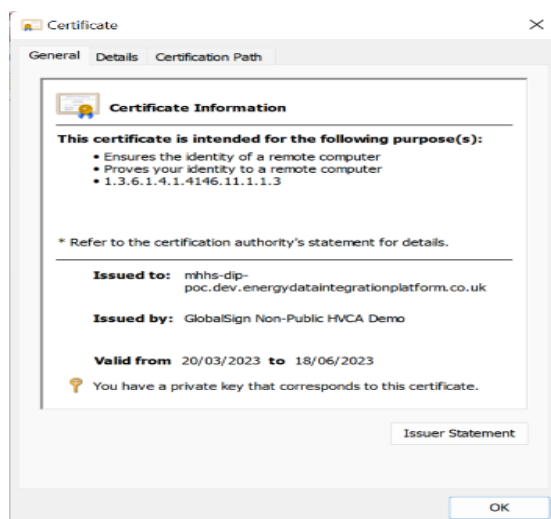 Certificate
General Details Certification Path
Certificate Information
This certificate is intended for the following purpose(s):
• Ensures the identity of a remote computer
• Proves your identity to a remote computer
• 1.3.6.1.4.1.4146.11.1.1.3
* Refer to the certification authority's statement for details.
Issued to: mhhs-dip-
poc.dev.energydataintegrationplatform.co.uk
Issued by: GlobalSign Non-Public HVCA Demo
Valid from 20/03/2023 to 18/06/2023
You have a private key that corresponds to this certificate.
Issuer Statement
OK